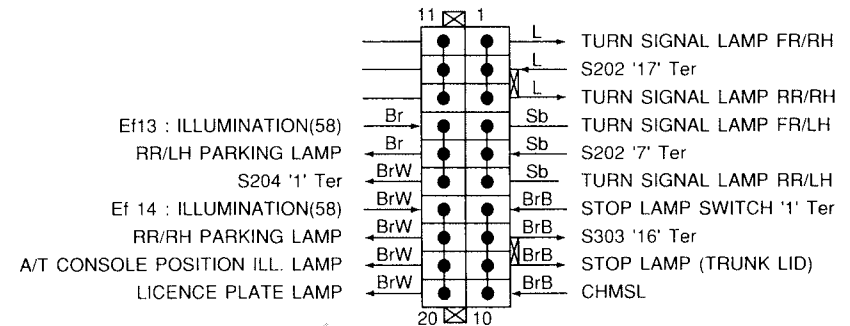 11 1
L TURN SIGNAL LAMP FR/RH
L S202 '17' Ter
L TURN SIGNAL LAMP RR/RH
Ef13 : ILLUMINATION(58) Br Sb TURN SIGNAL LAMP FR/LH
RR/LH PARKING LAMP Br Sb S202 '7' Ter
S204 '1' Ter BrW Sb TURN SIGNAL LAMP RR/LH
Ef 14 : ILLUMINATION(58) BrW BrB STOP LAMP SWITCH '1' Ter
RR/RH PARKING LAMP BrW BrB S303 '16' Ter
A/T CONSOLE POSITION ILL. LAMP BrW BrB STOP LAMP (TRUNK LID)
LICENCE PLATE LAMP BrW BrB CHMSL
20 10